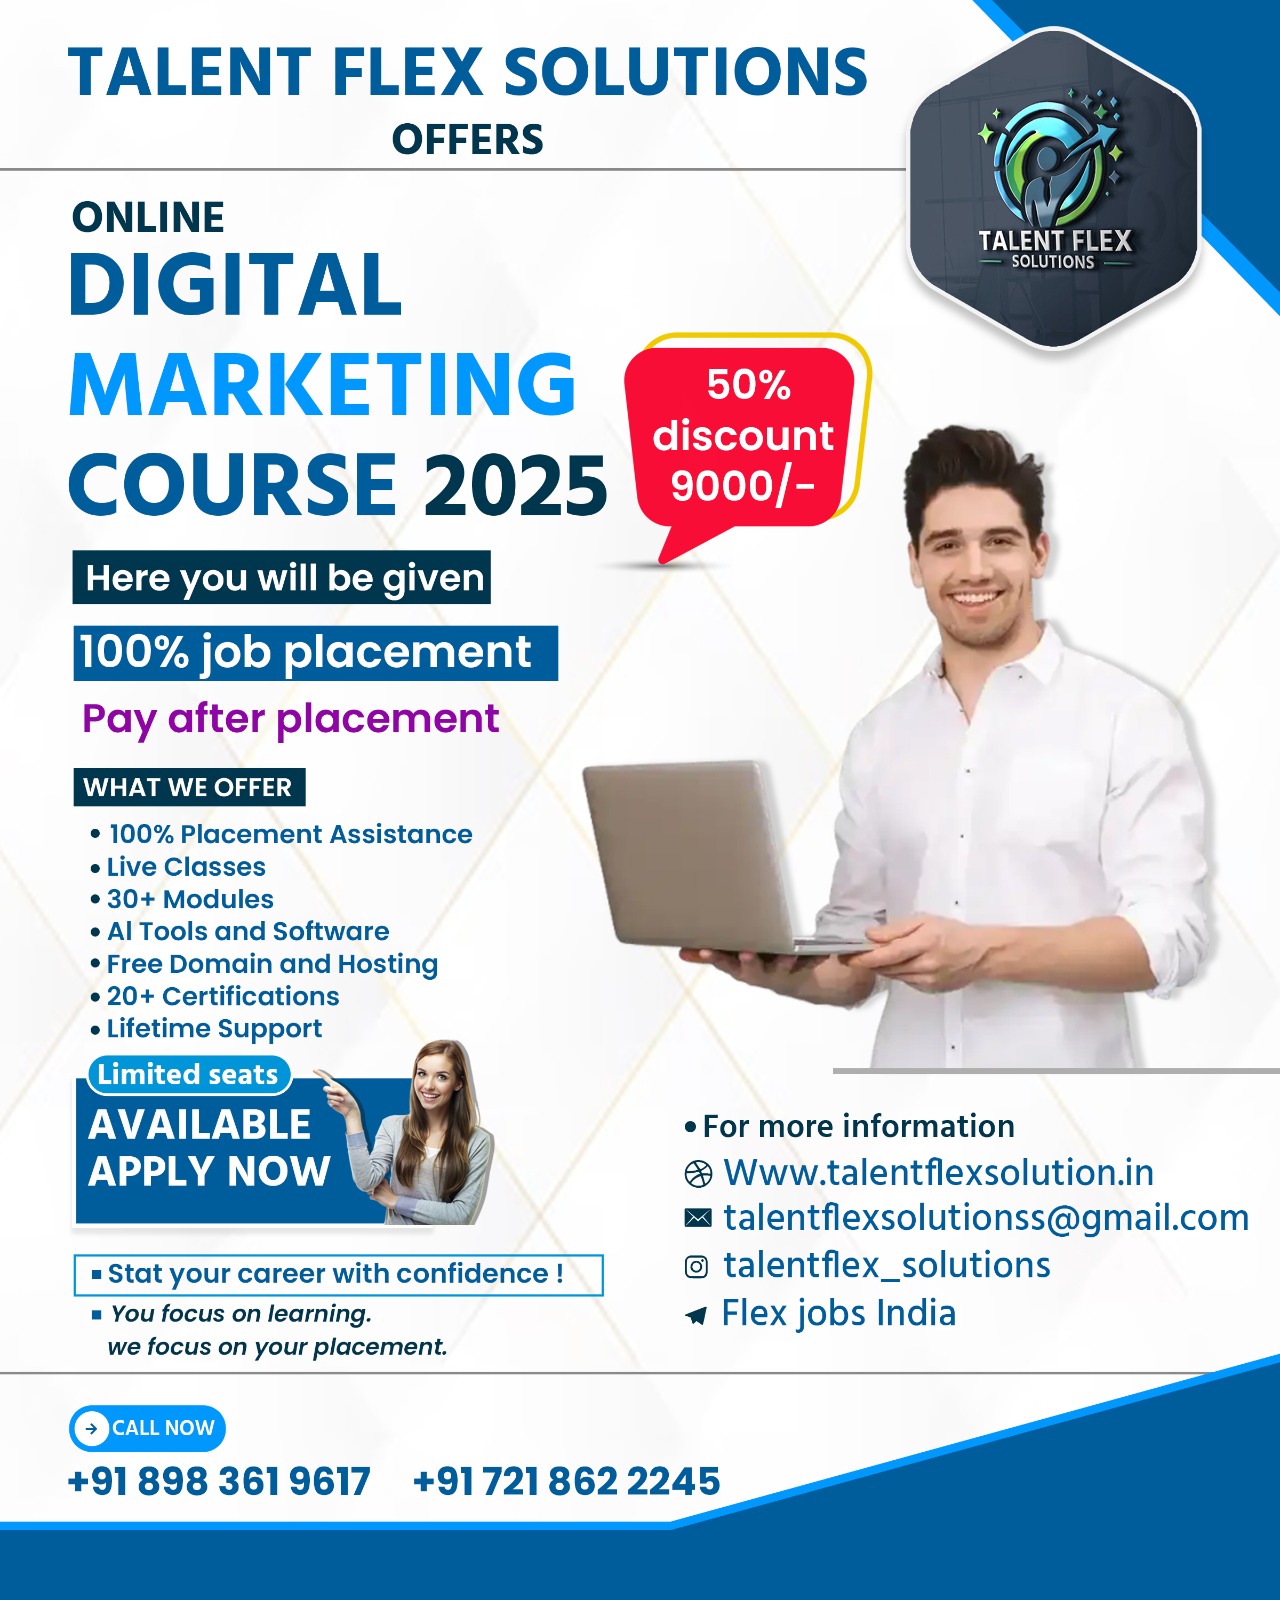 TALENT FLEX SOLUTIONS
OFFERS
TALENT FLEX
SOLUTIONS
ONLINE
DIGITAL
MARKETING
COURSE 2025
50%
discount
9000/-
Here you will be given
100% job placement
Pay after placement
WHAT WE OFFER
• 100% Placement Assistance
• Live Classes
• 30+ Modules
• Al Tools and Software
• Free Domain and Hosting
• 20+ Certifications
• Lifetime Support
Limited seats
AVAILABLE
APPLY NOW
▪ Stat your career with confidence !
▪ You focus on learning.
we focus on your placement.
• For more information
Www.talentflexsolution.in
talentflexsolutionss@gmail.com
talentflex_solutions
Flex jobs India
CALL NOW
+91 898 361 9617 +91 721 862 2245